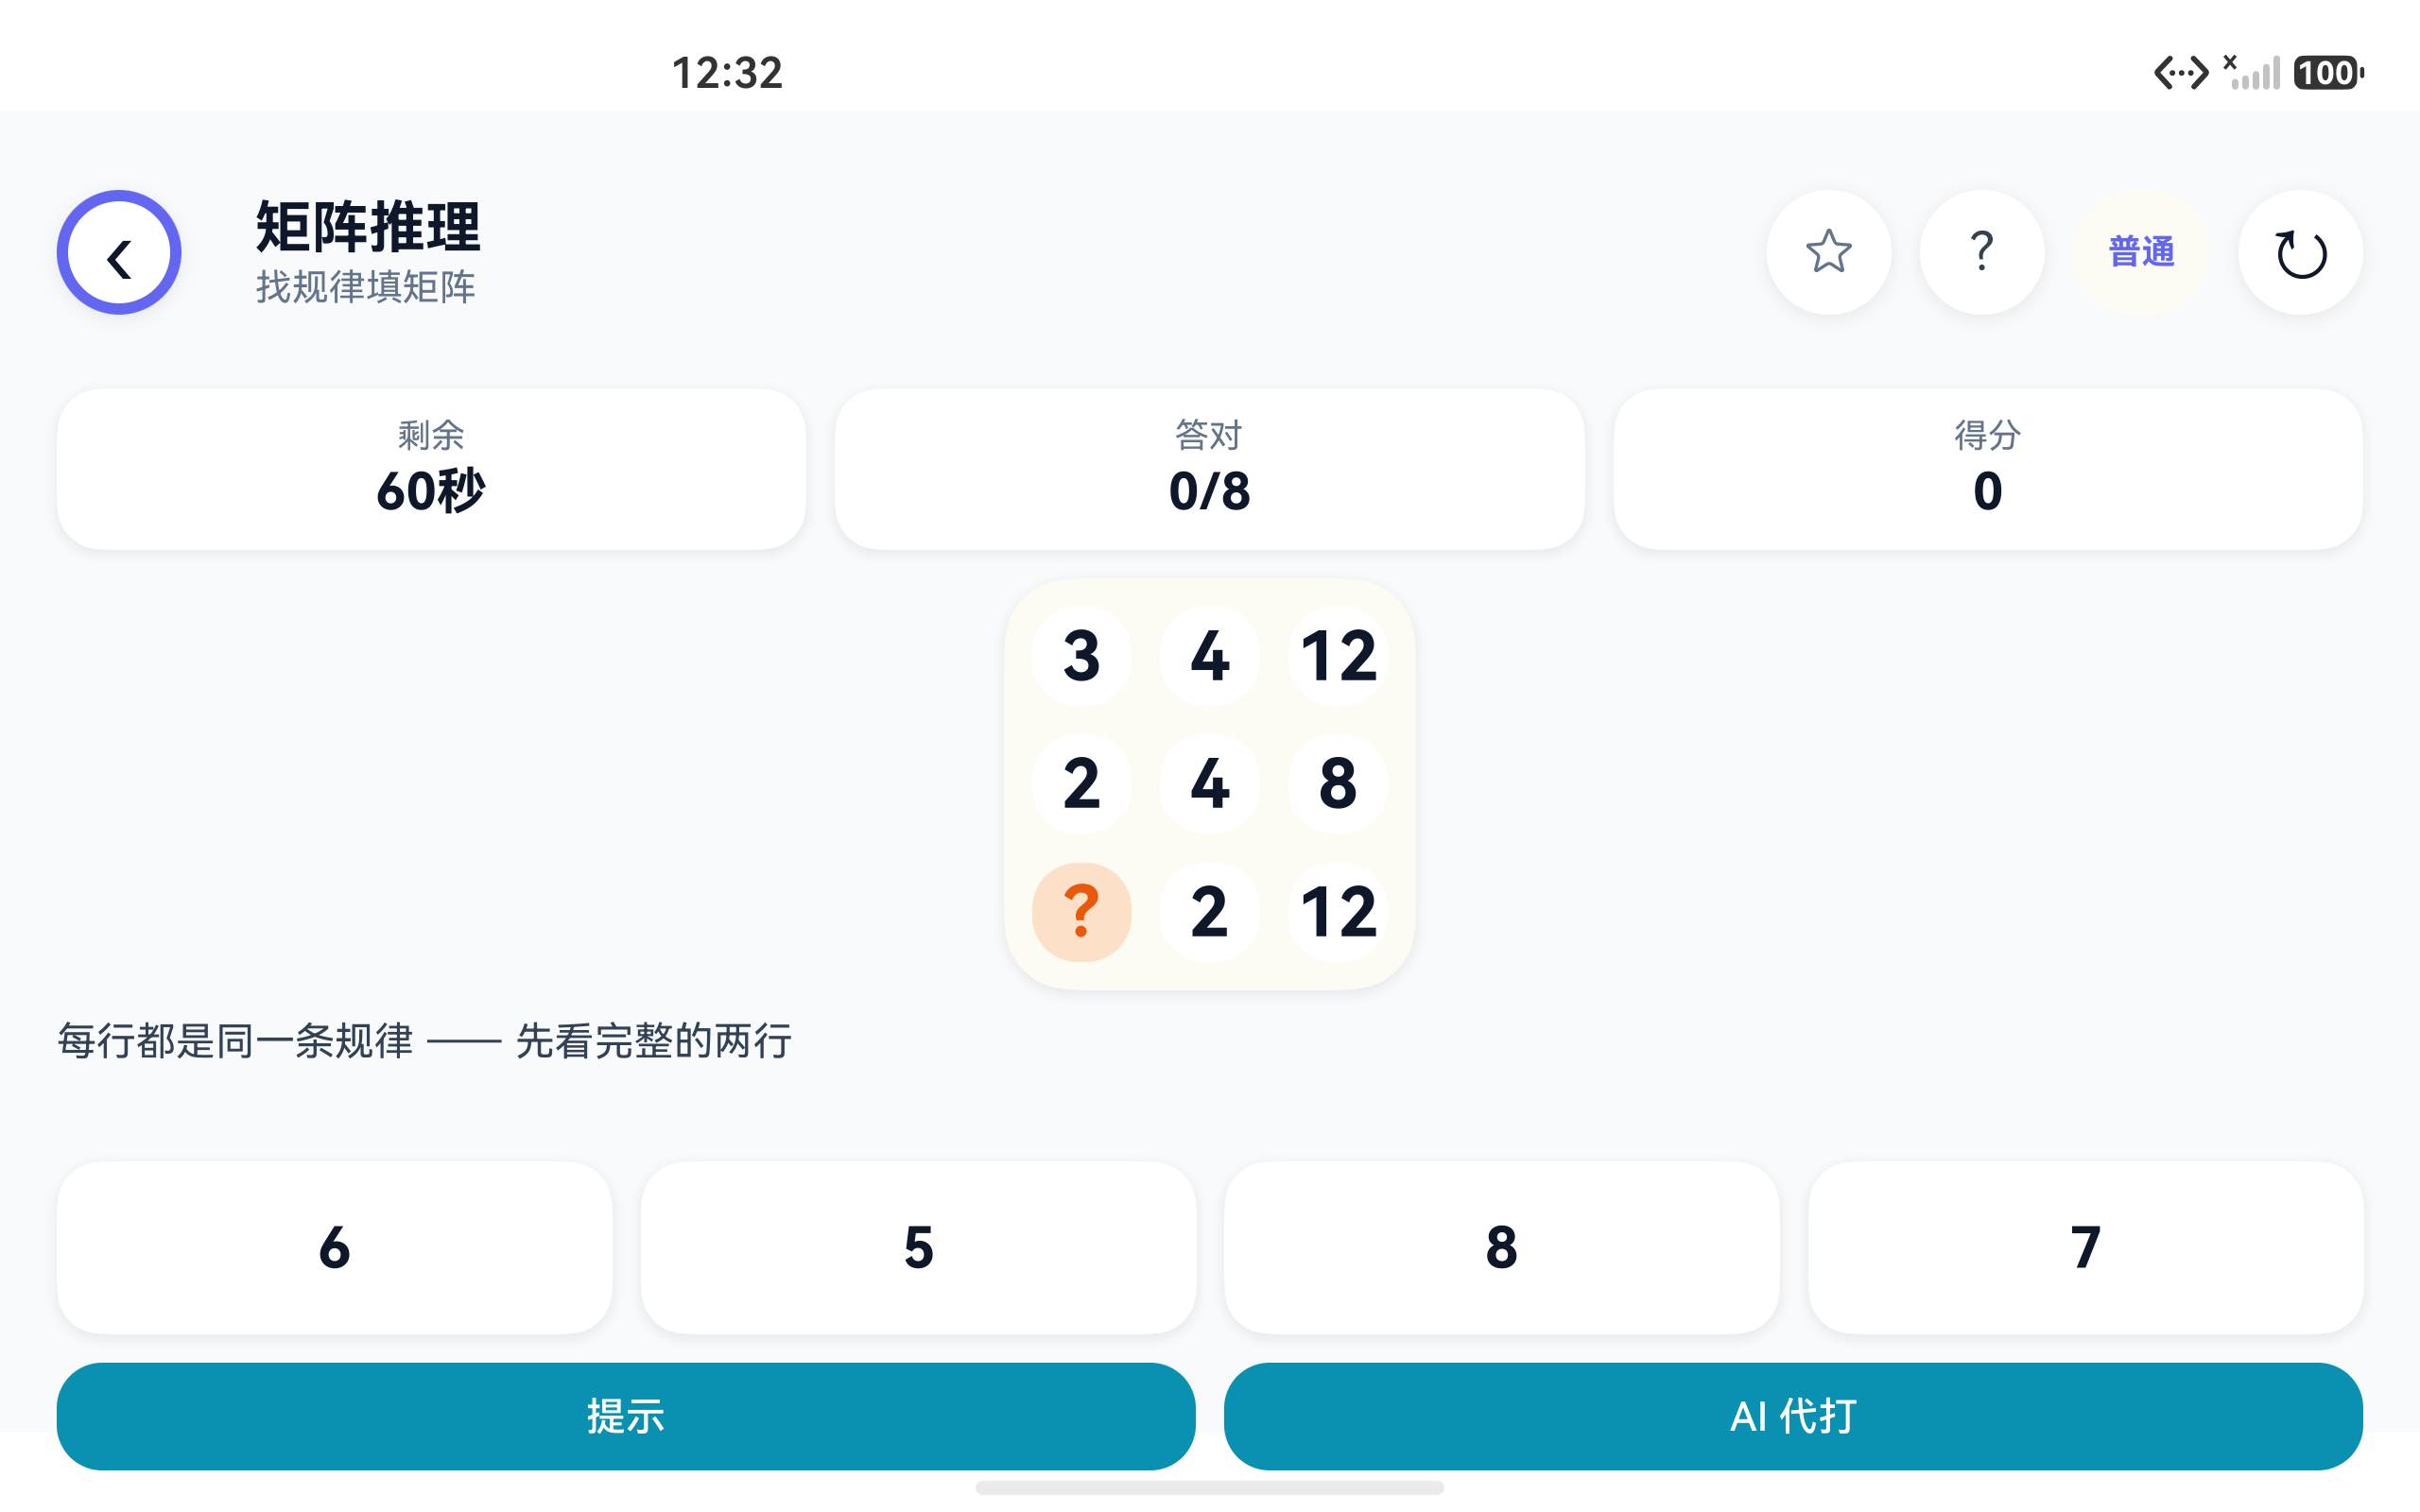 12:32
100
矩阵推理
找规律填矩阵
?
普通
剩余
60秒
答对
0/8
得分
0
3 4 12
2 4 8
? 2 12
每行都是同一条规律 —— 先看完整的两行
6
5
8
7
提示
AI 代打